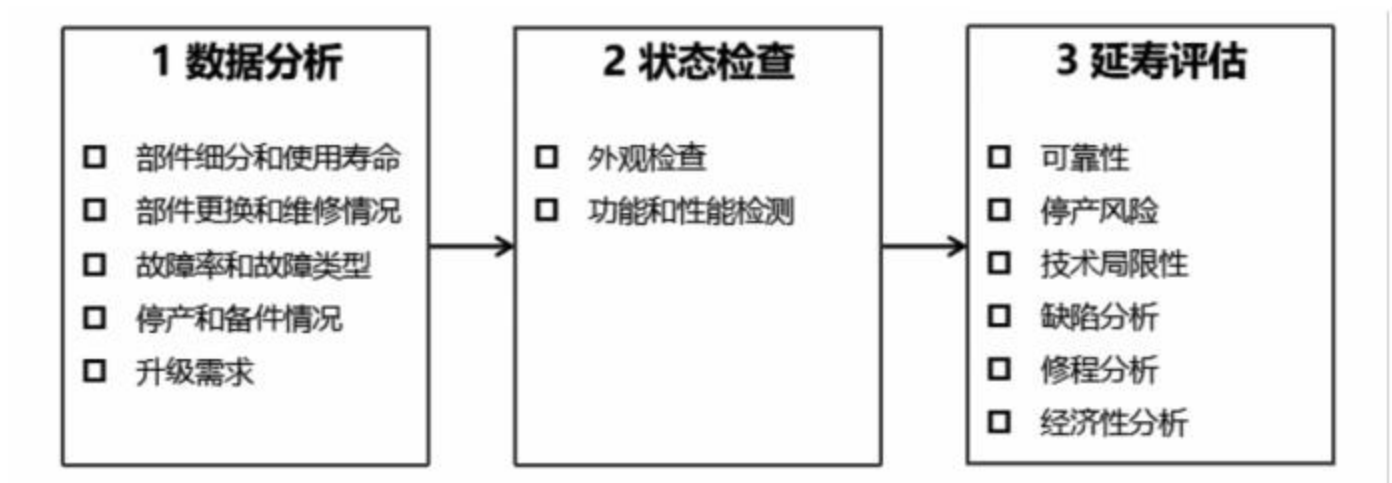 1 数据分析
部件细分和使用寿命
部件更换和维修情况
故障率和故障类型
停产和备件情况
升级需求
2 状态检查
外观检查
功能和性能检测
3 延寿评估
可靠性
停产风险
技术局限性
缺陷分析
修程分析
经济性分析